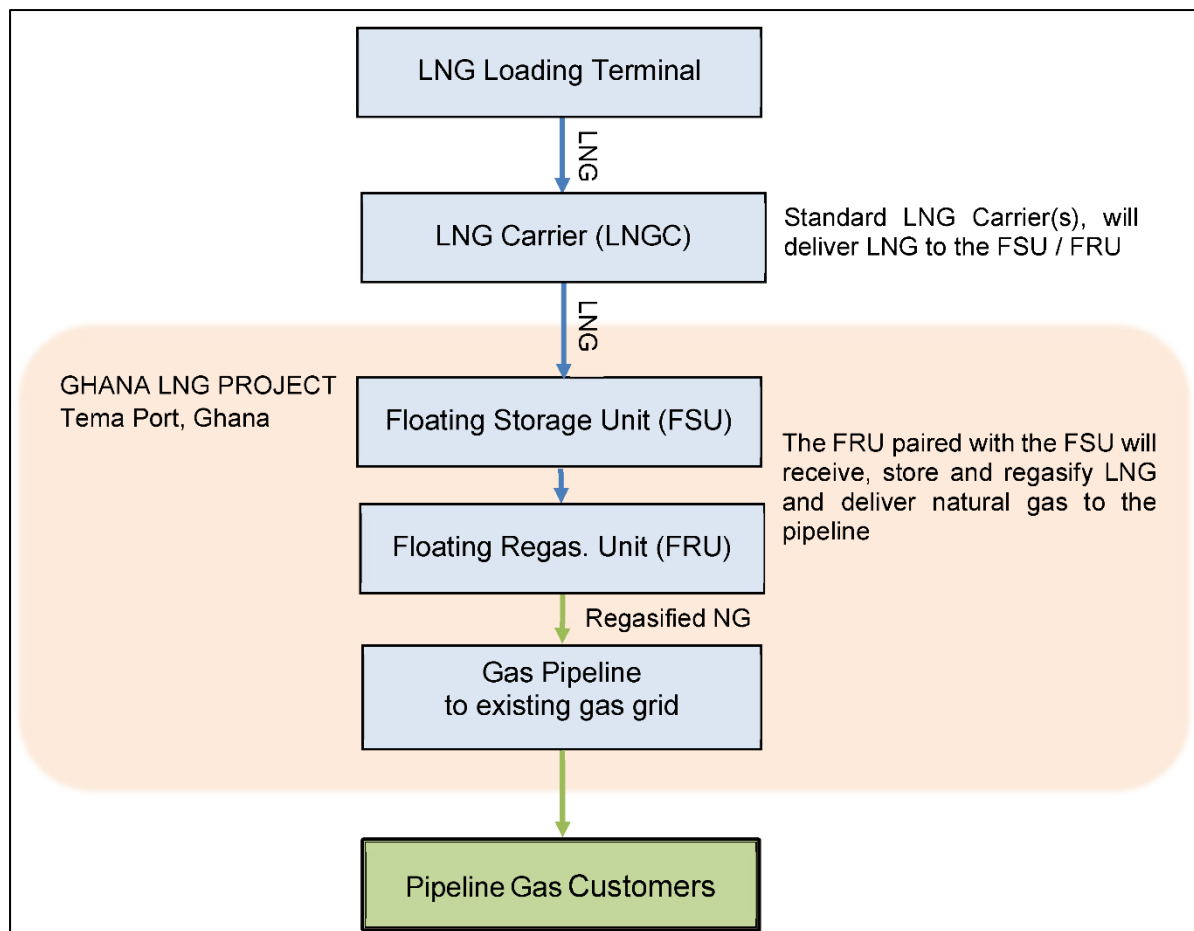 LNG Loading Terminal
LNG
LNG Carrier (LNGC)
Standard LNG Carrier(s), will
deliver LNG to the FSU / FRU
LNG
GHANA LNG PROJECT
Tema Port, Ghana
Floating Storage Unit (FSU)
The FRU paired with the FSU will
receive, store and regasify LNG
and deliver natural gas to the
pipeline
Floating Regas. Unit (FRU)
Regasified NG
Gas Pipeline
to existing gas grid
Pipeline Gas Customers